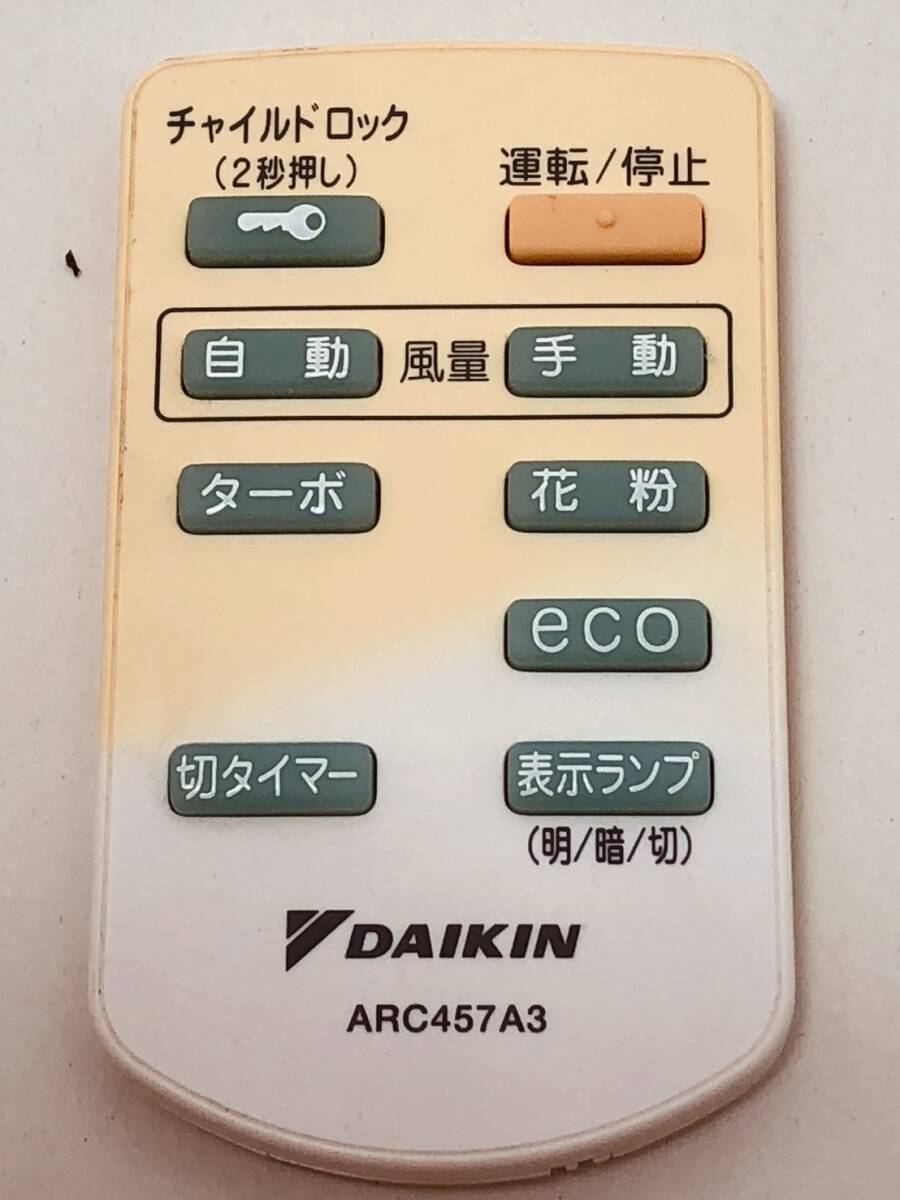 チャイルドロック
(2秒押し)
運転/停止
自動 風量 手動
ターボ 花粉
eco
切タイマー 表示ランプ
(明/暗/切)
DAIKIN
ARC457A3